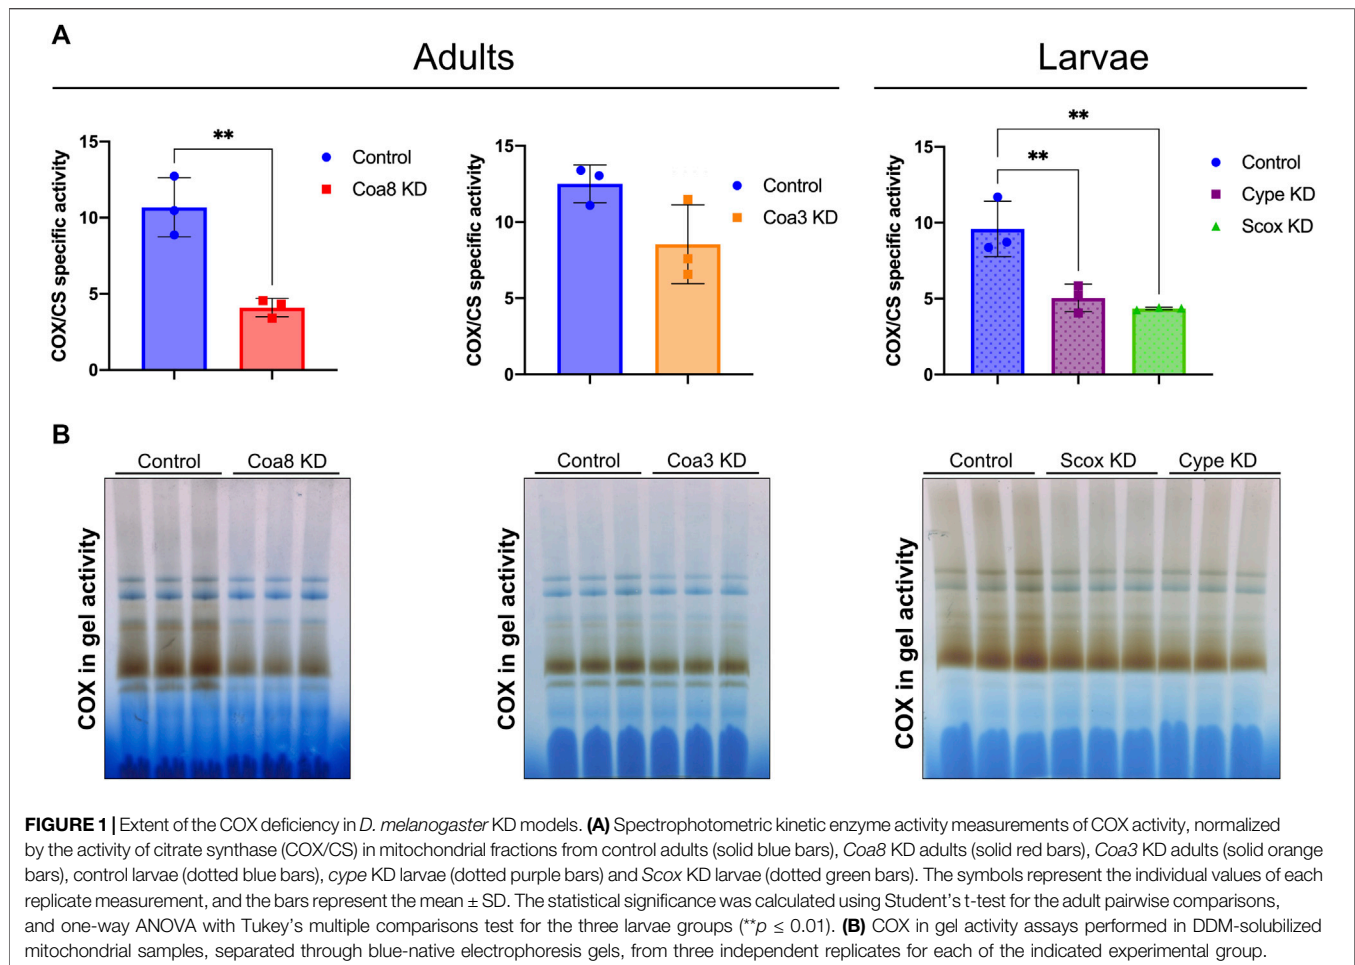 A
Adults
Larvae
COX/CS specific activity
15
10
5
0
**
Control
Coa8 KD
COX/CS specific activity
15
10
5
0
Control
Coa3 KD
COX/CS specific activity
15
10
5
0
**
**
Control
Cype KD
Scox KD
B
COX in gel activity
Control
Coa8 KD
COX in gel activity
Control
Coa3 KD
COX in gel activity
Control
Scox KD
Cype KD
FIGURE 1 | Extent of the COX deficiency in D. melanogaster KD models. (A) Spectrophotometric kinetic enzyme activity measurements of COX activity, normalized
by the activity of citrate synthase (COX/CS) in mitochondrial fractions from control adults (solid blue bars), Coa8 KD adults (solid red bars), Coa3 KD adults (solid orange
bars), control larvae (dotted blue bars), cype KD larvae (dotted purple bars) and Scox KD larvae (dotted green bars). The symbols represent the individual values of each
replicate measurement, and the bars represent the mean ± SD. The statistical significance was calculated using Student's t-test for the adult pairwise comparisons,
and one-way ANOVA with Tukey's multiple comparisons test for the three larvae groups (**p ≤ 0.01). (B) COX in gel activity assays performed in DDM-solubilized
mitochondrial samples, separated through blue-native electrophoresis gels, from three independent replicates for each of the indicated experimental group.